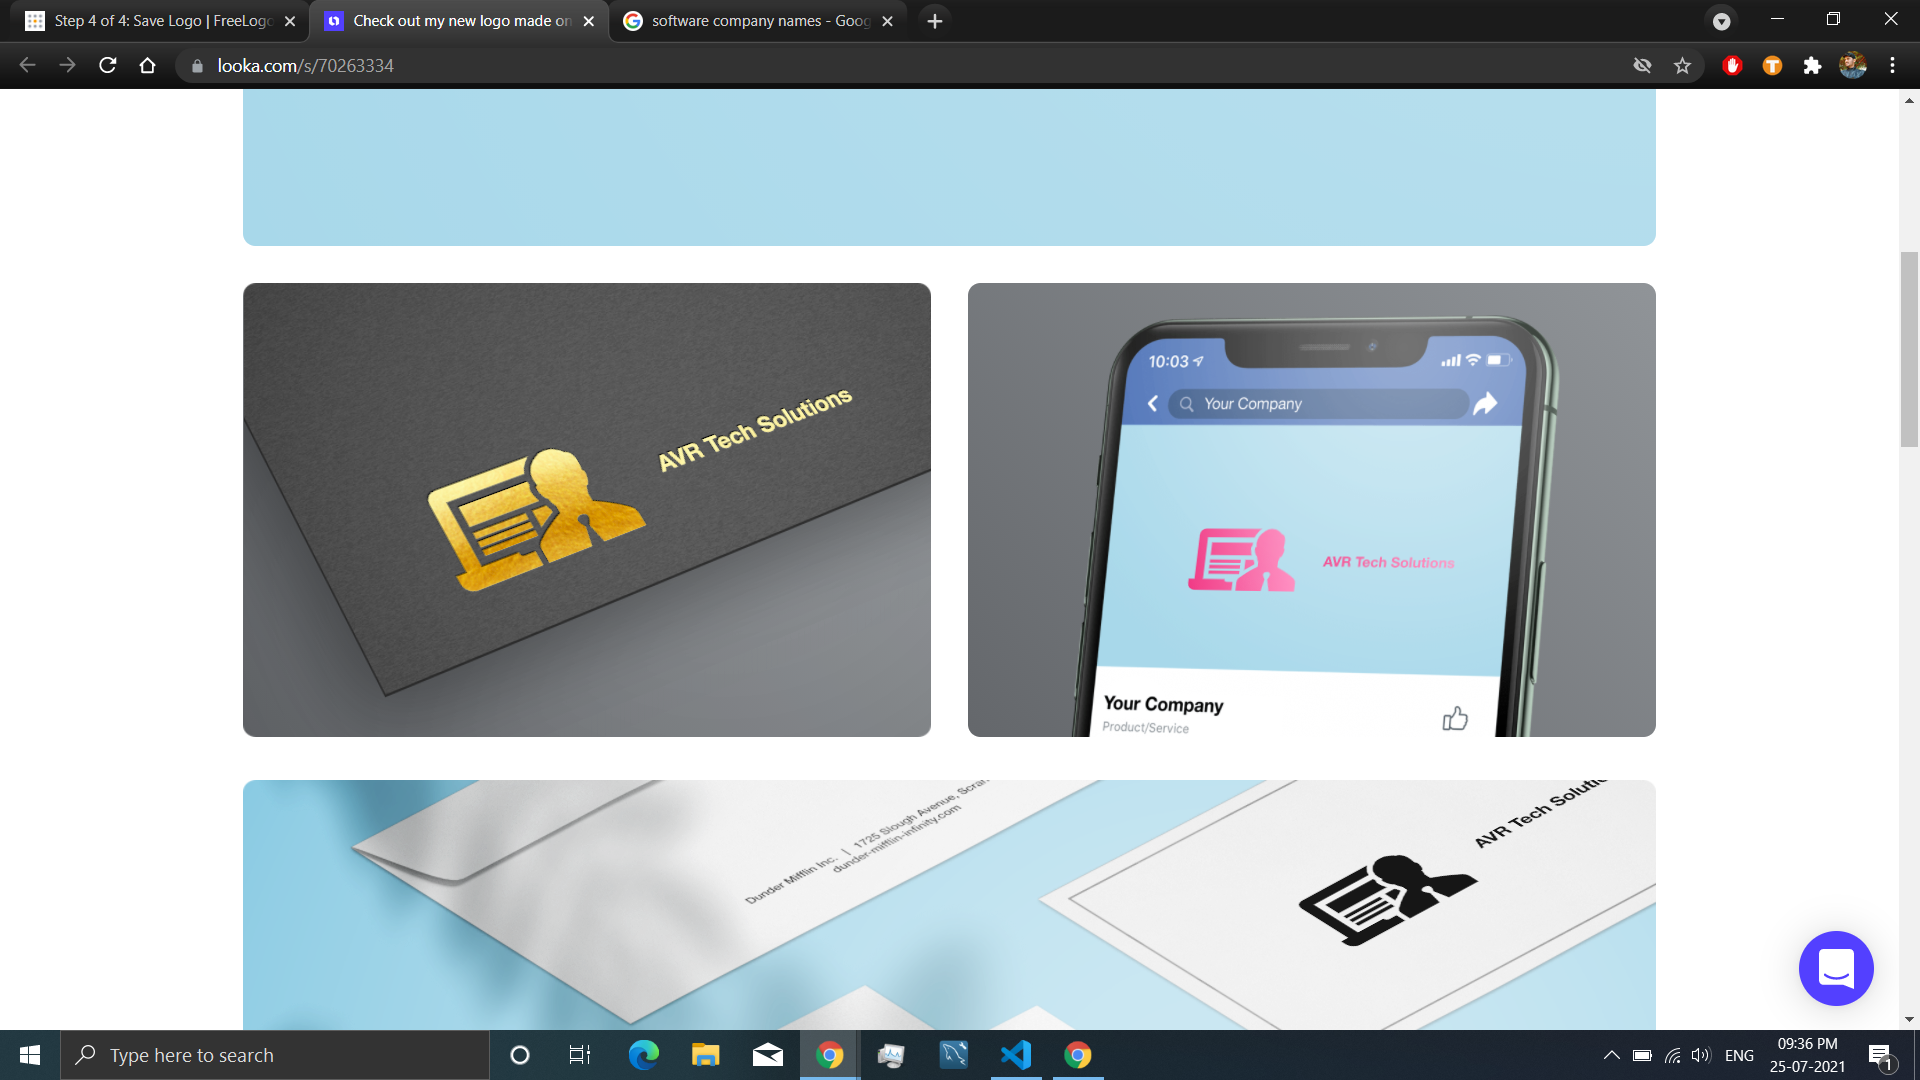 Step 4 of 4: Save Logo | FreeLogo
Check out my new logo made on
software company names - Goog
looka.com/s/70263334
AVR Tech Solutions
10:03
Your Company
AVR Tech Solutions
Your Company
Product/Service
Dunder Mifflin Inc. | 1725 Slough Avenue, Scran
dunder-mifflin-infinity.com
AVR Tech Solutio
Type here to search
ENG
09:36 PM
25-07-2021
1